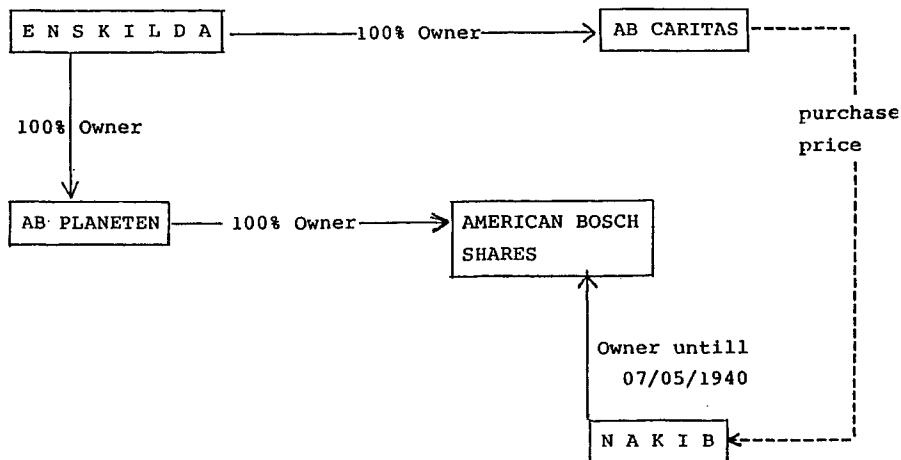 E N S K I L D A
100% Owner
AB CARITAS
purchase
price
100% Owner
AB PLANETEN
100% Owner
AMERICAN BOSCH
SHARES
Owner untill
07/05/1940
N A K I B